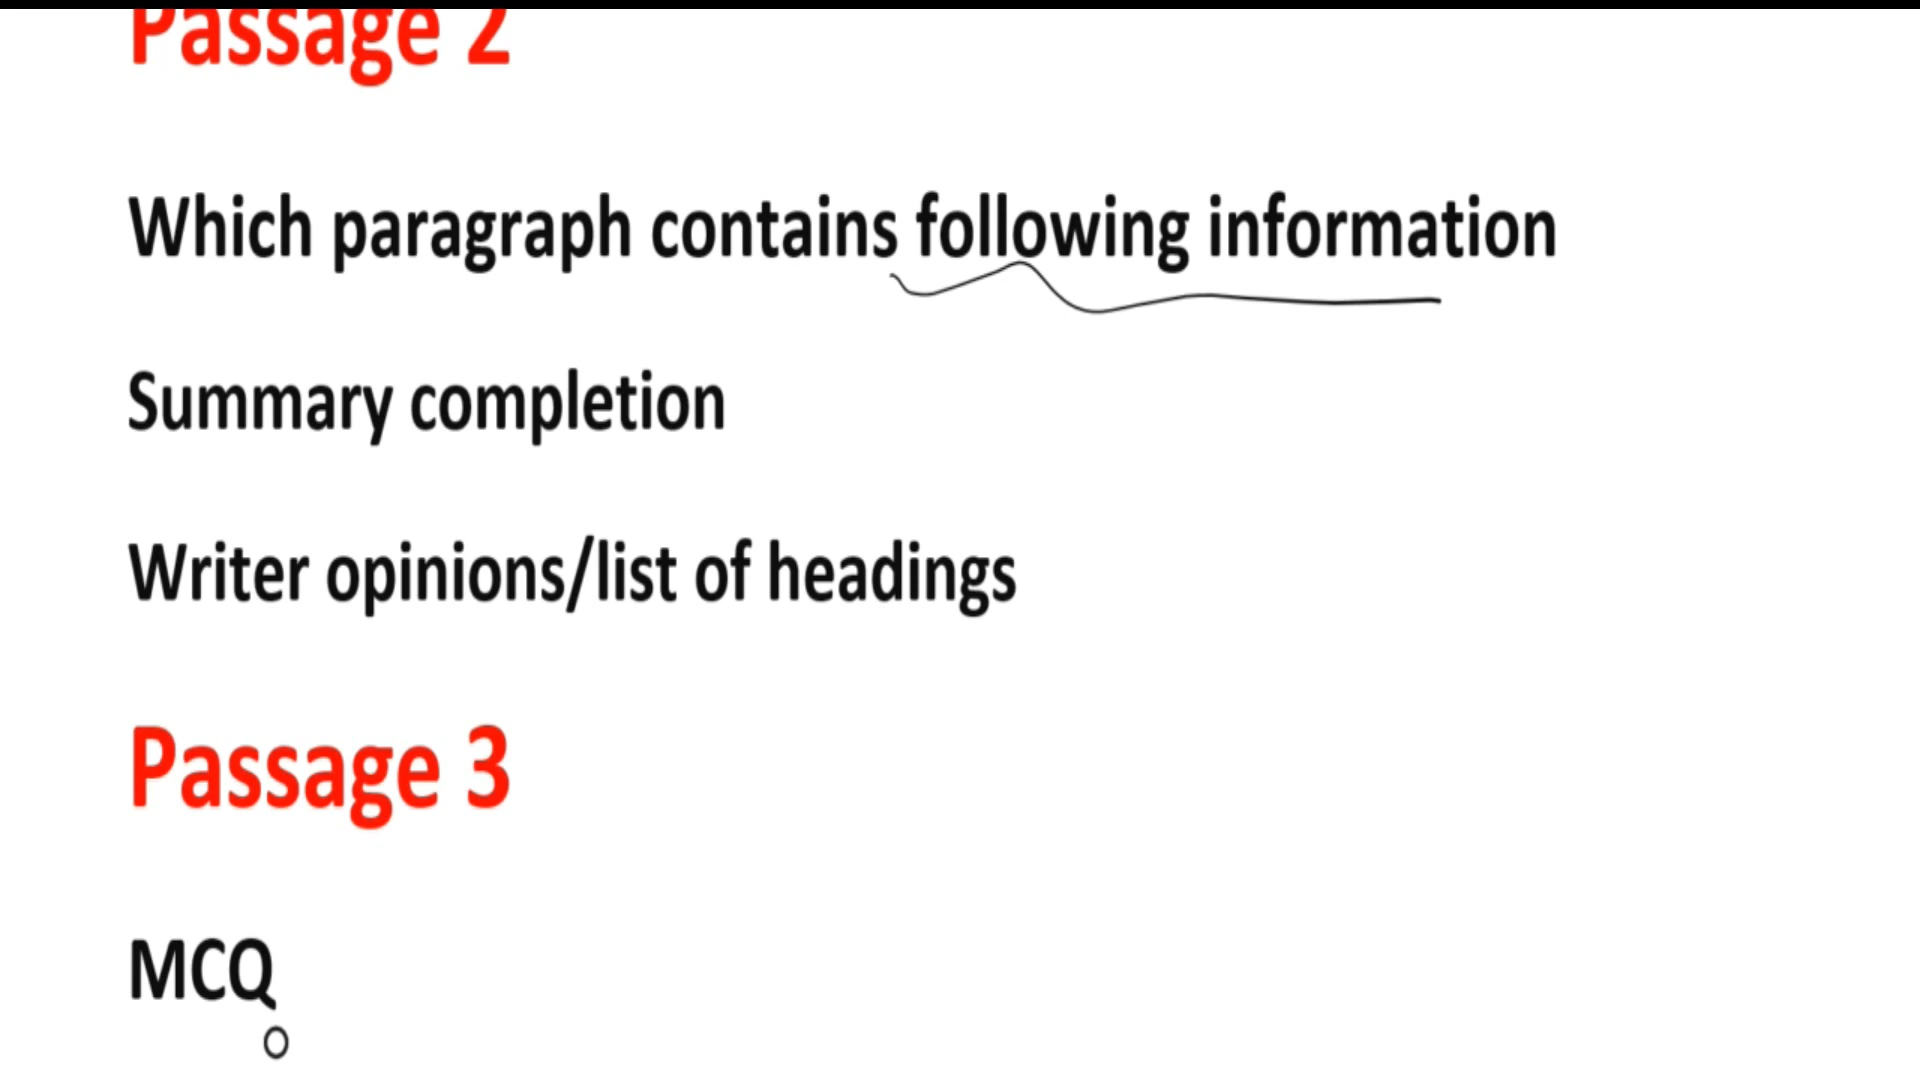 Passage 2
Which paragraph contains following information
Summary completion
Writer opinions/list of headings
Passage 3
MCQ